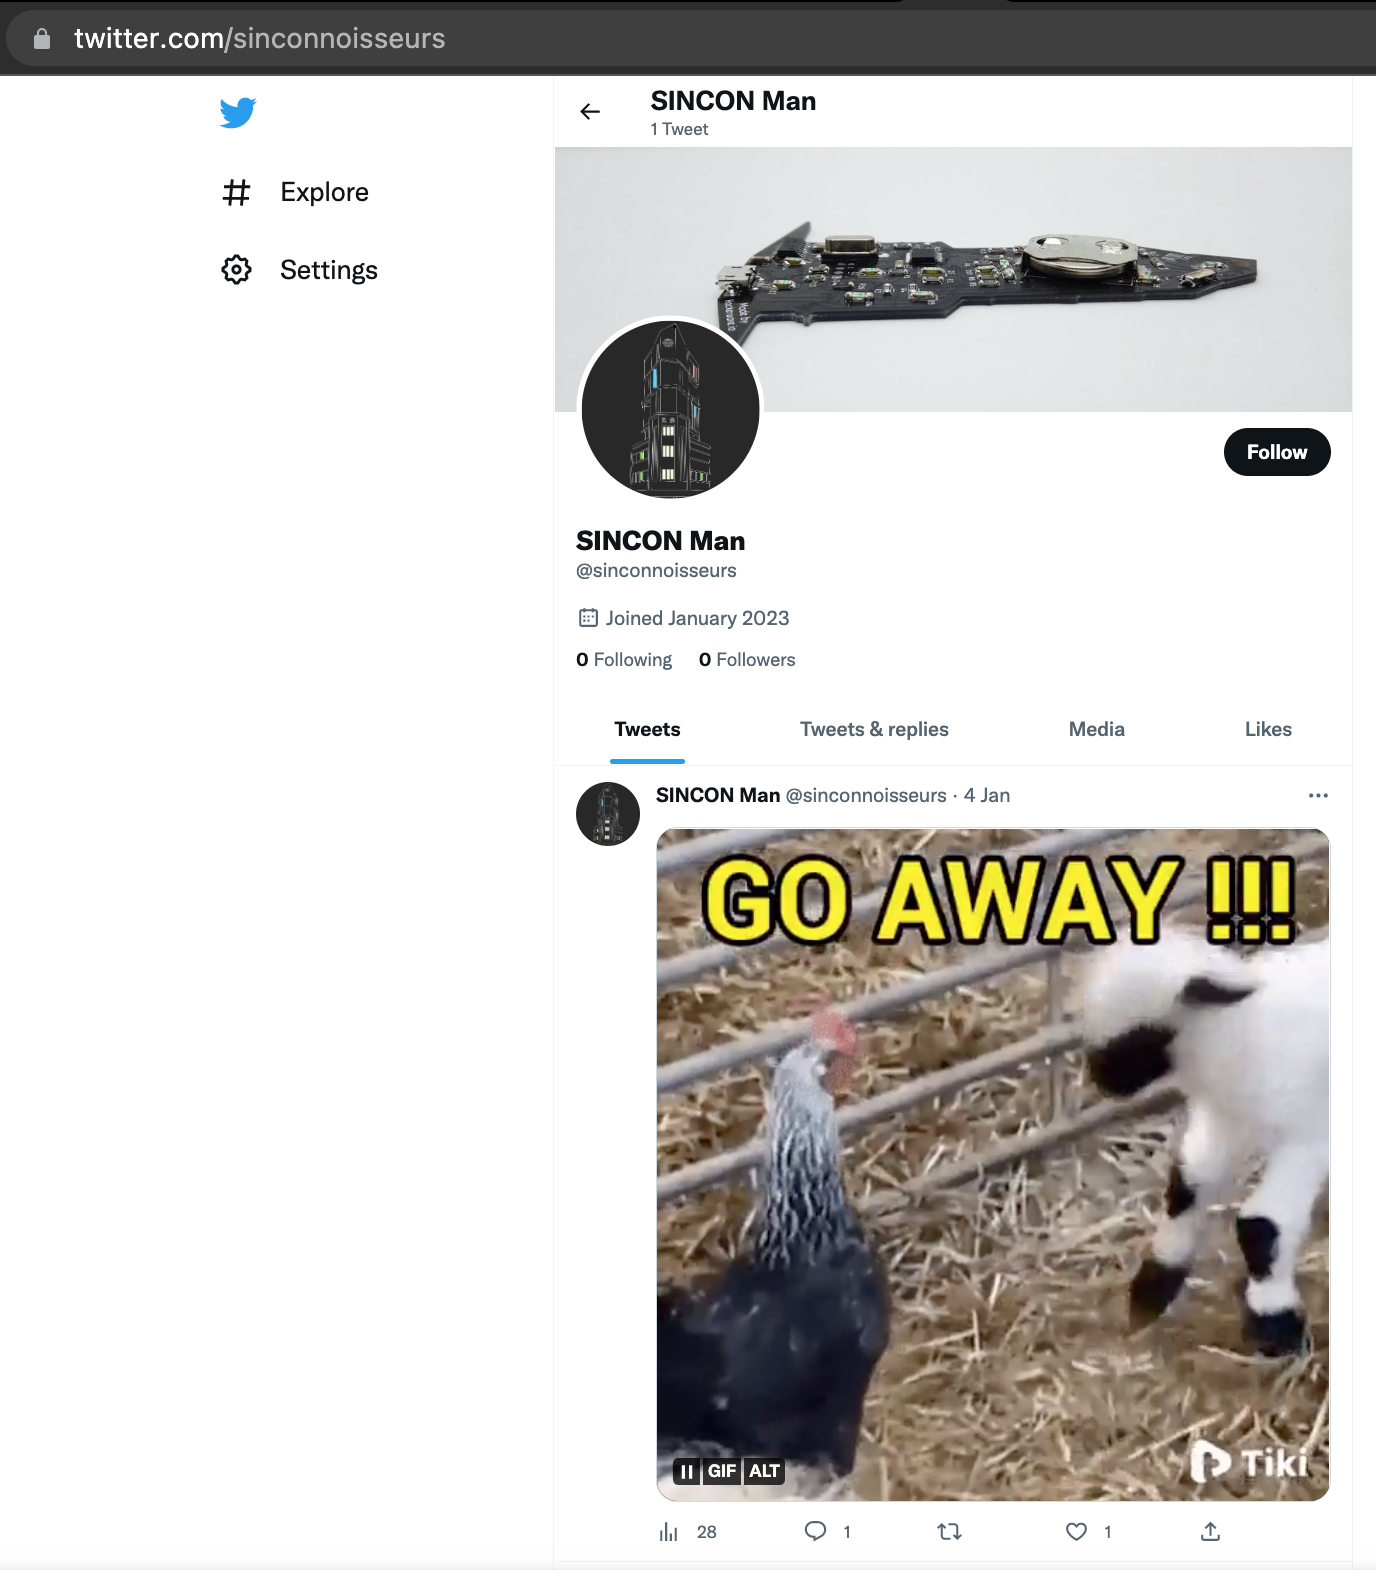 twitter.com/sinconnoisseurs
SINCON Man
1 Tweet
Explore
Settings
Follow
SINCON Man
@sinconnoisseurs
Joined January 2023
0 Following 0 Followers
Tweets Tweets & replies Media Likes
SINCON Man @sinconnoisseurs · 4 Jan
GO AWAY !!!
Tiki
GIF ALT
28 1 1